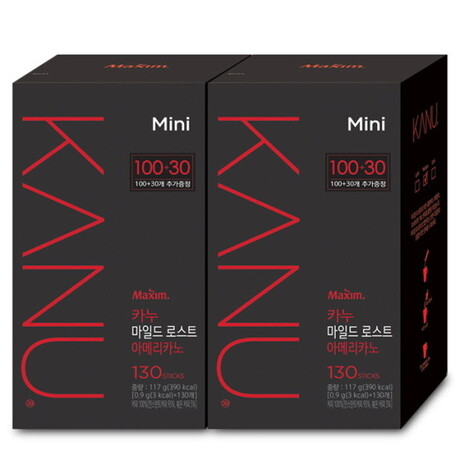 Maxim.
KANU
Mini
100+30
100+30개 추가증정
Maxim.
카누
마일드 로스트
아메리카노
130 STICKS
중량 : 117 g(390 kcal)
[0.9 g(3 kcal)×130개]
Maxim.
KANU
Mini
100+30
100+30개 추가증정
Maxim.
카누
마일드 로스트
아메리카노
130 STICKS
중량 : 117 g(390 kcal)
[0.9 g(3 kcal)×130개]
KANU